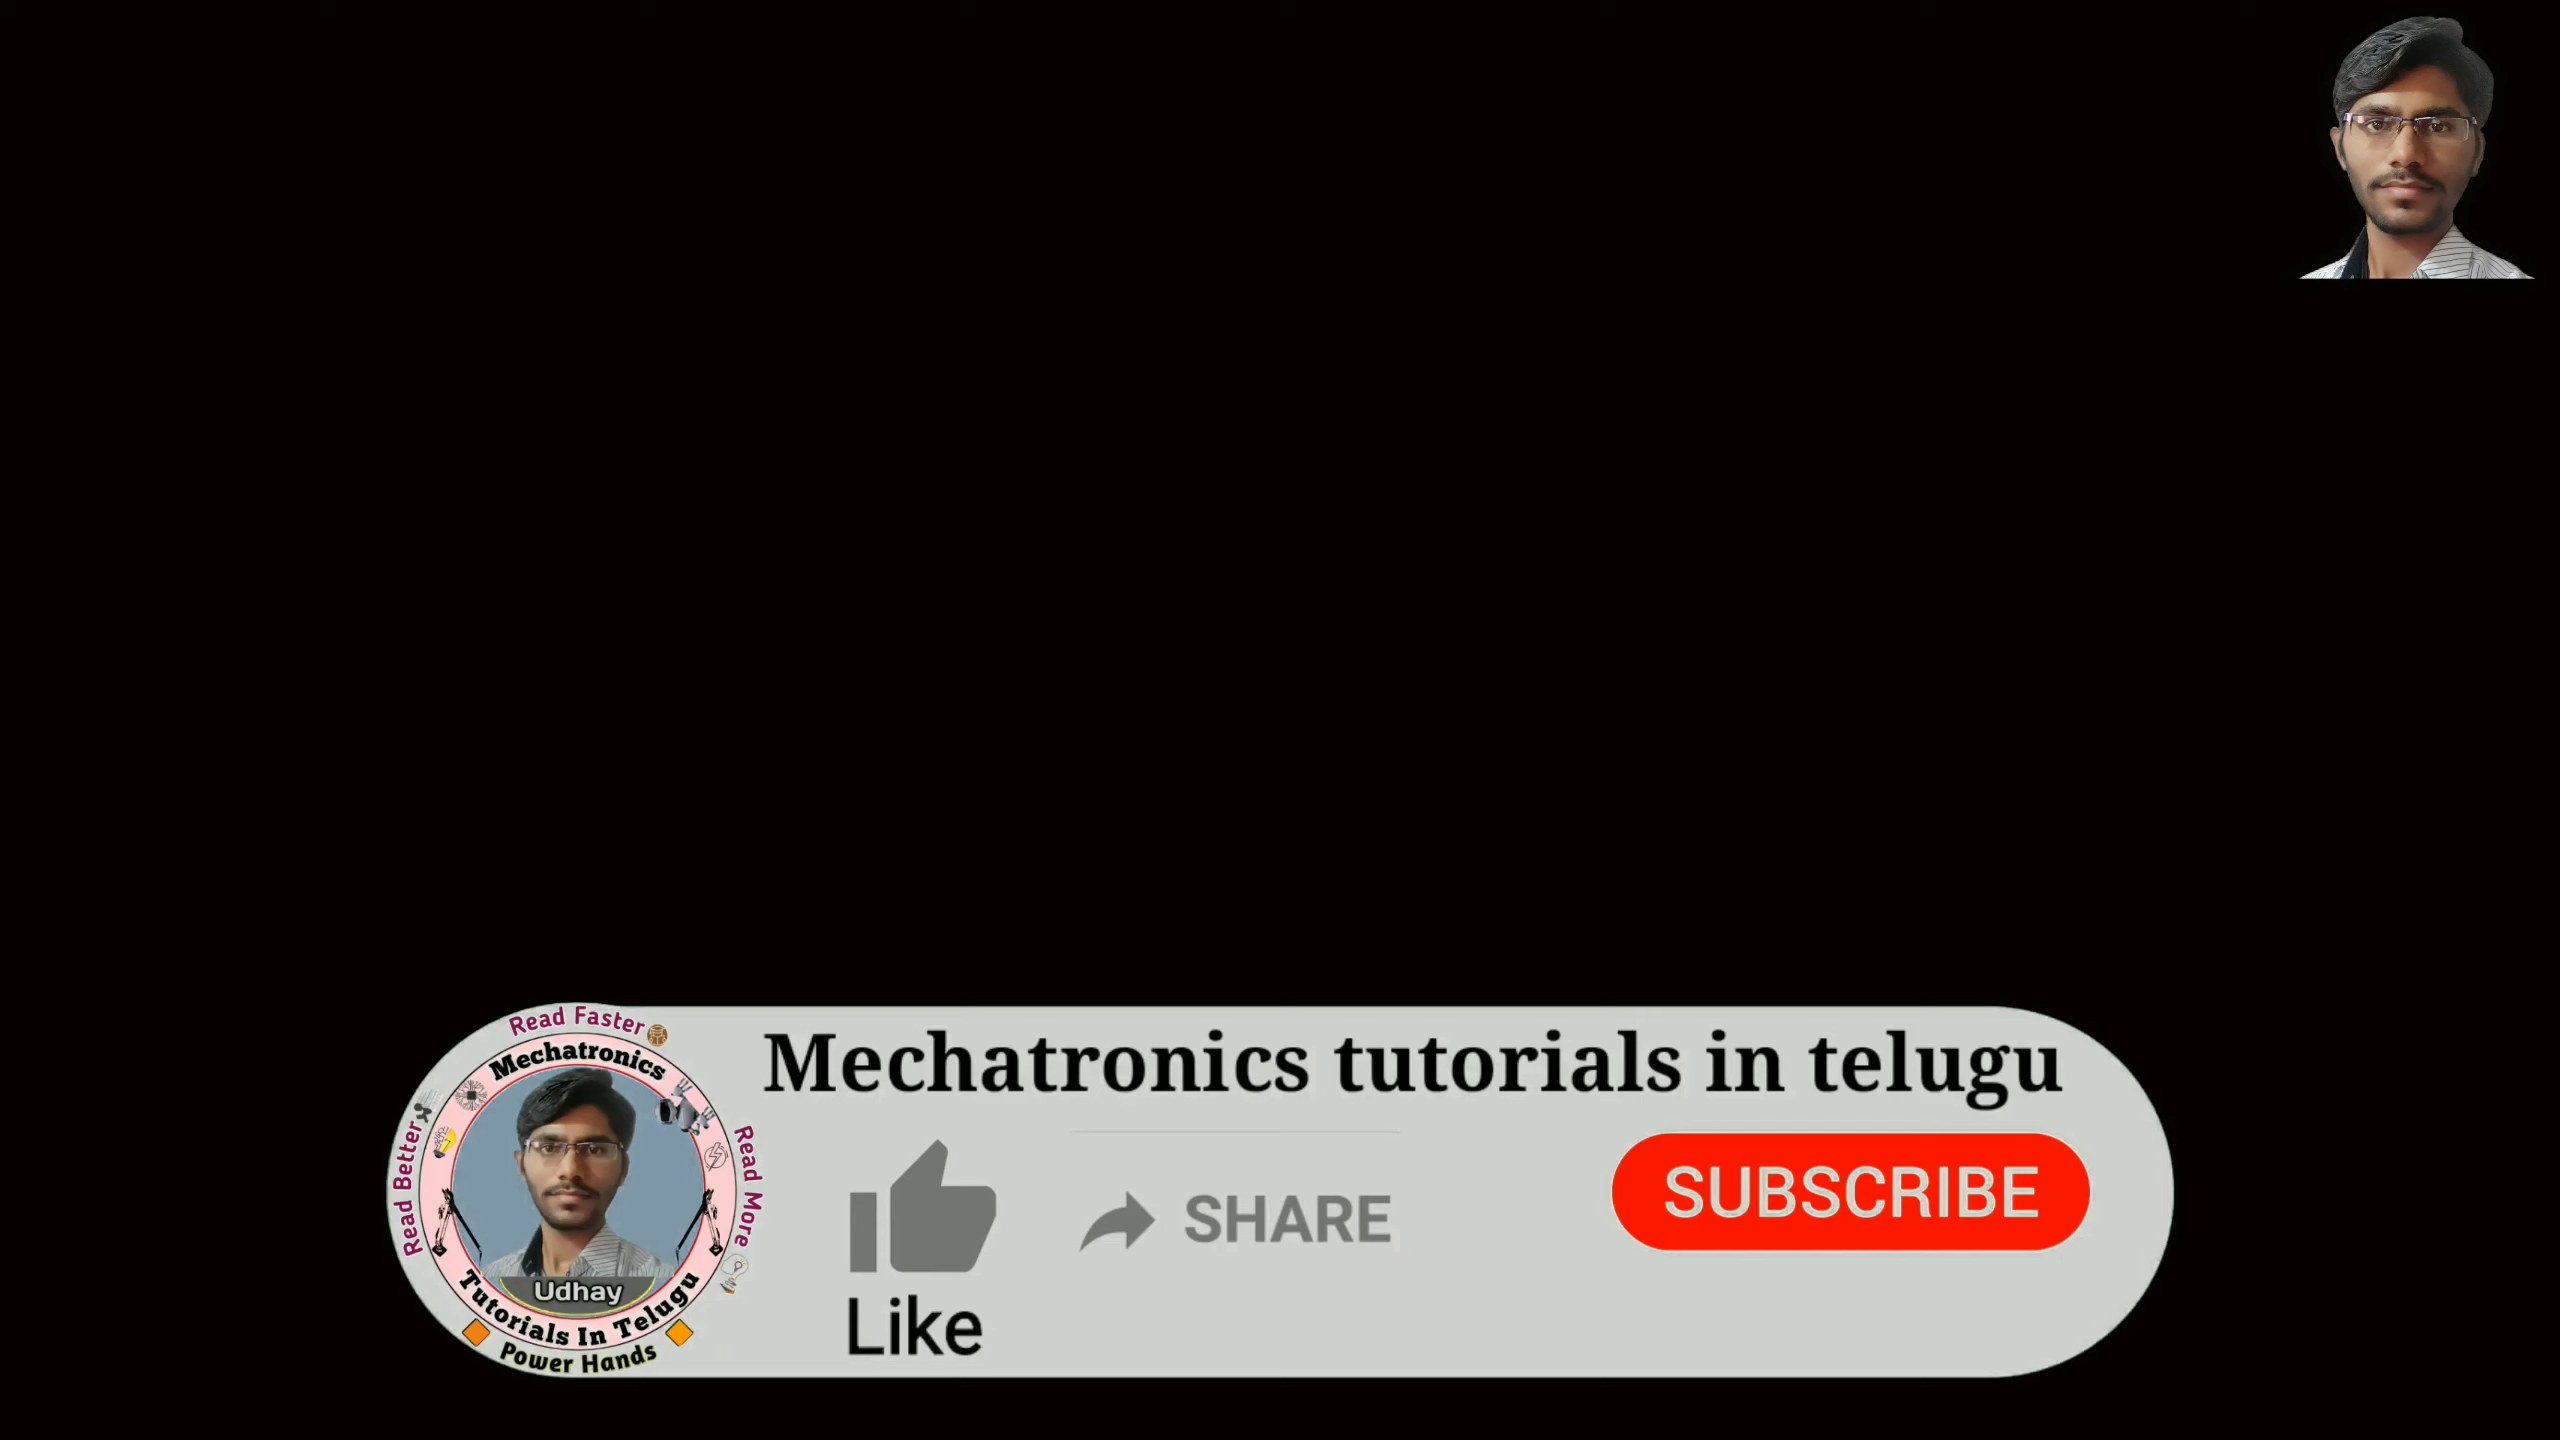 Mechatronics tutorials in telugu
Read Faster
Read Better
Read More
Mechatronics
Udhay
Tutorials In Telugu
Power Hands
Like
SHARE
SUBSCRIBE